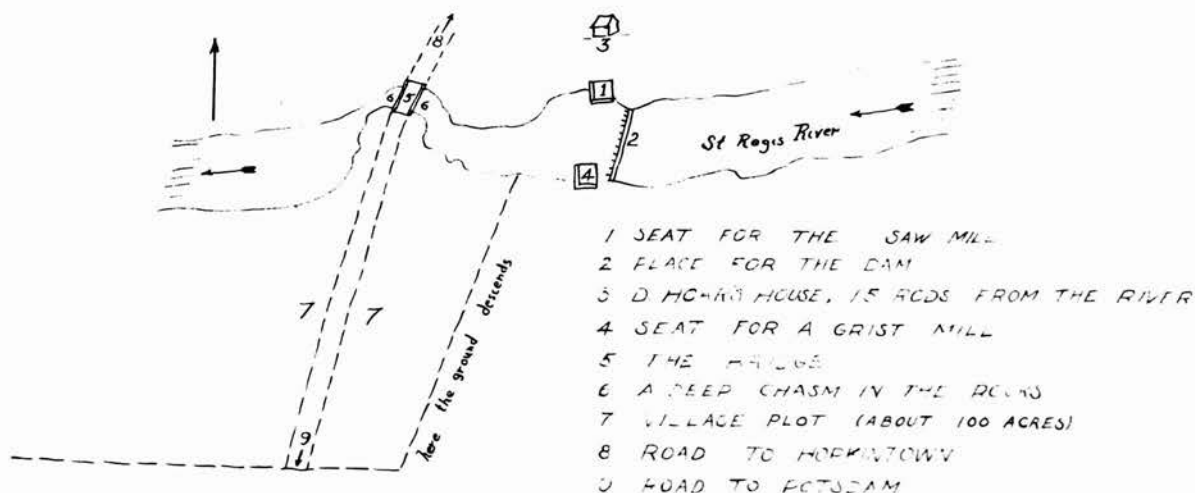 8
3
6 5 6
1
2
St Regis River
4
7 7
here the ground descends
9
1 SEAT FOR THE SAW MILL
2 PLACE FOR THE DAM
3 D. HOUSE, 15 RODS FROM THE RIVER
4 SEAT FOR A GRIST MILL
5 THE BRIDGE
6 A DEEP CHASM IN THE ROCKS
7 VILLAGE PLOT (ABOUT 100 ACRES)
8 ROAD TO HOPKINTOWN
9 ROAD TO POTSDAM